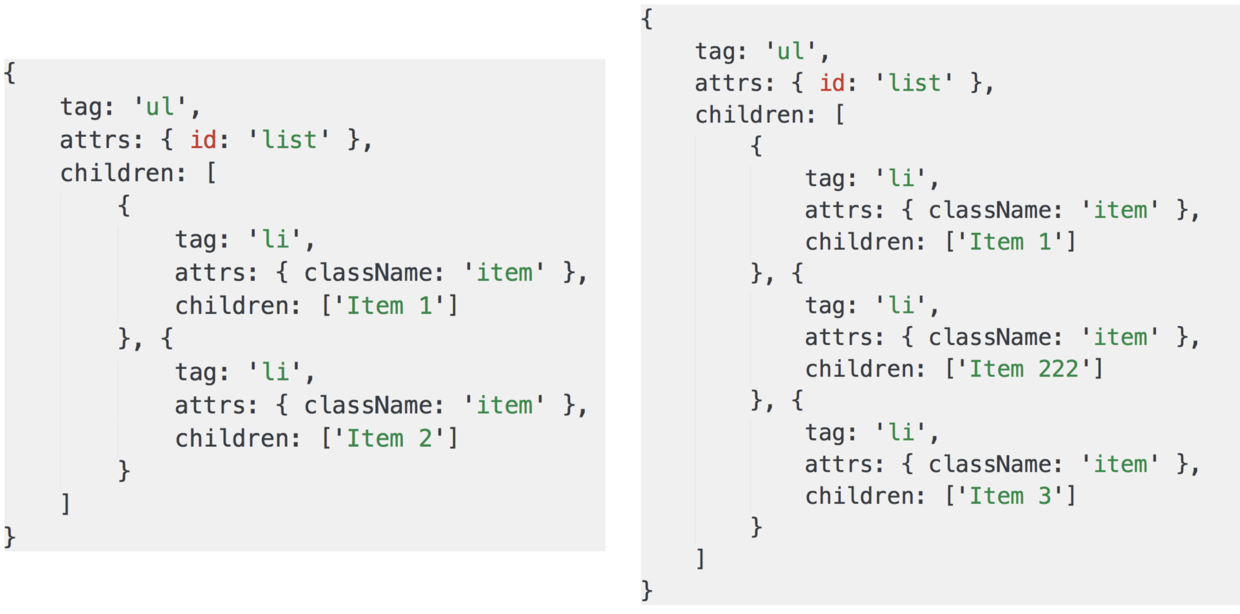 {
    tag: 'ul',
    attrs: { id: 'list' },
    children: [
        {
            tag: 'li',
            attrs: { className: 'item' },
            children: ['Item 1']
        }, {
            tag: 'li',
            attrs: { className: 'item' },
            children: ['Item 2']
        }
    ]
}
{
    tag: 'ul',
    attrs: { id: 'list' },
    children: [
        {
            tag: 'li',
            attrs: { className: 'item' },
            children: ['Item 1']
        }, {
            tag: 'li',
            attrs: { className: 'item' },
            children: ['Item 222']
        }, {
            tag: 'li',
            attrs: { className: 'item' },
            children: ['Item 3']
        }
    ]
}